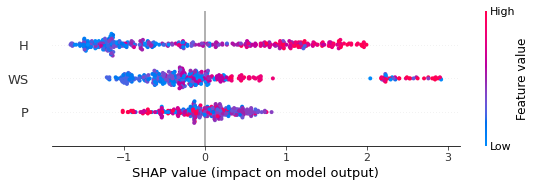 High
H
WS
P
Feature value
Low
−1
0
1
2
3
SHAP value (impact on model output)